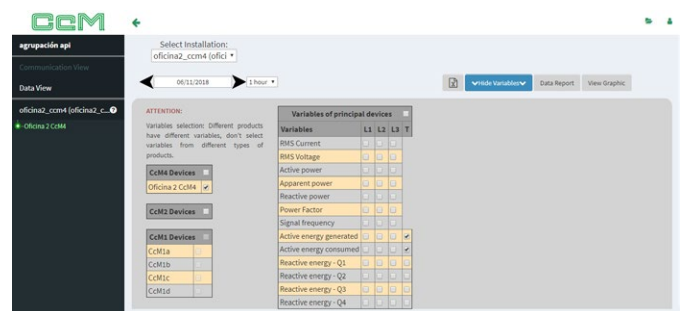 CcM
agrupación api
Communication View
Data View
oficina2_ccm4 (oficina2_c...
Oficina 2 CcM4
Select Installation:
oficina2_ccm4 (ofici
06/11/2018
1 hour
Hide Variables
Data Report
View Graphic
ATTENTION:
Variables selection: Different products
have different variables, don't select
variables from different types of
products.
CcM4 Devices
Oficina 2 CcM4
CcM2 Devices
CcM1 Devices
CcM1a
CcM1b
CcM1c
CcM1d
Variables of principal devices
Variables L1 L2 L3 T
RMS Current
RMS Voltage
Active power
Apparent power
Reactive power
Power Factor
Signal frequency
Active energy generated
Active energy consumed
Reactive energy - Q1
Reactive energy - Q2
Reactive energy - Q3
Reactive energy - Q4